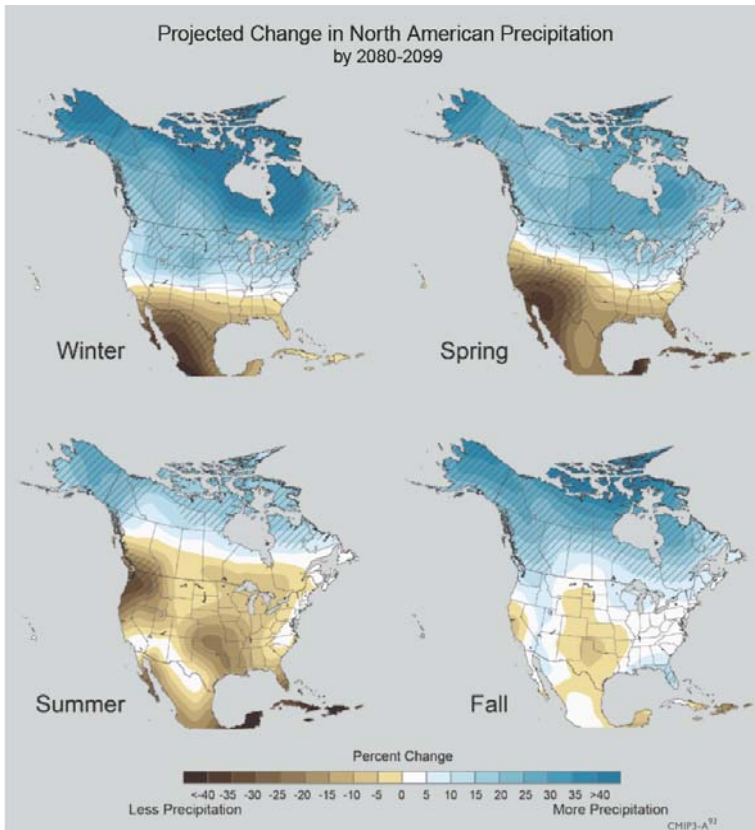 Projected Change in North American Precipitation
by 2080-2099
Winter
Spring
Summer
Fall
Percent Change
<-40 -35 -30 -25 -20 -15 -10 -5 0 5 10 15 20 25 30 35 >40
Less Precipitation
More Precipitation
CMIP3-A93